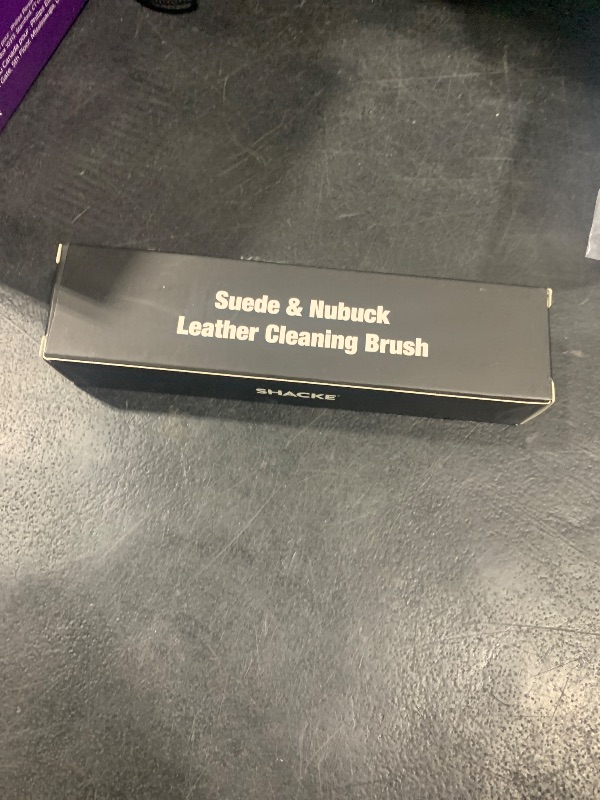 Suede & Nubuck
Leather Cleaning Brush
SHACKE